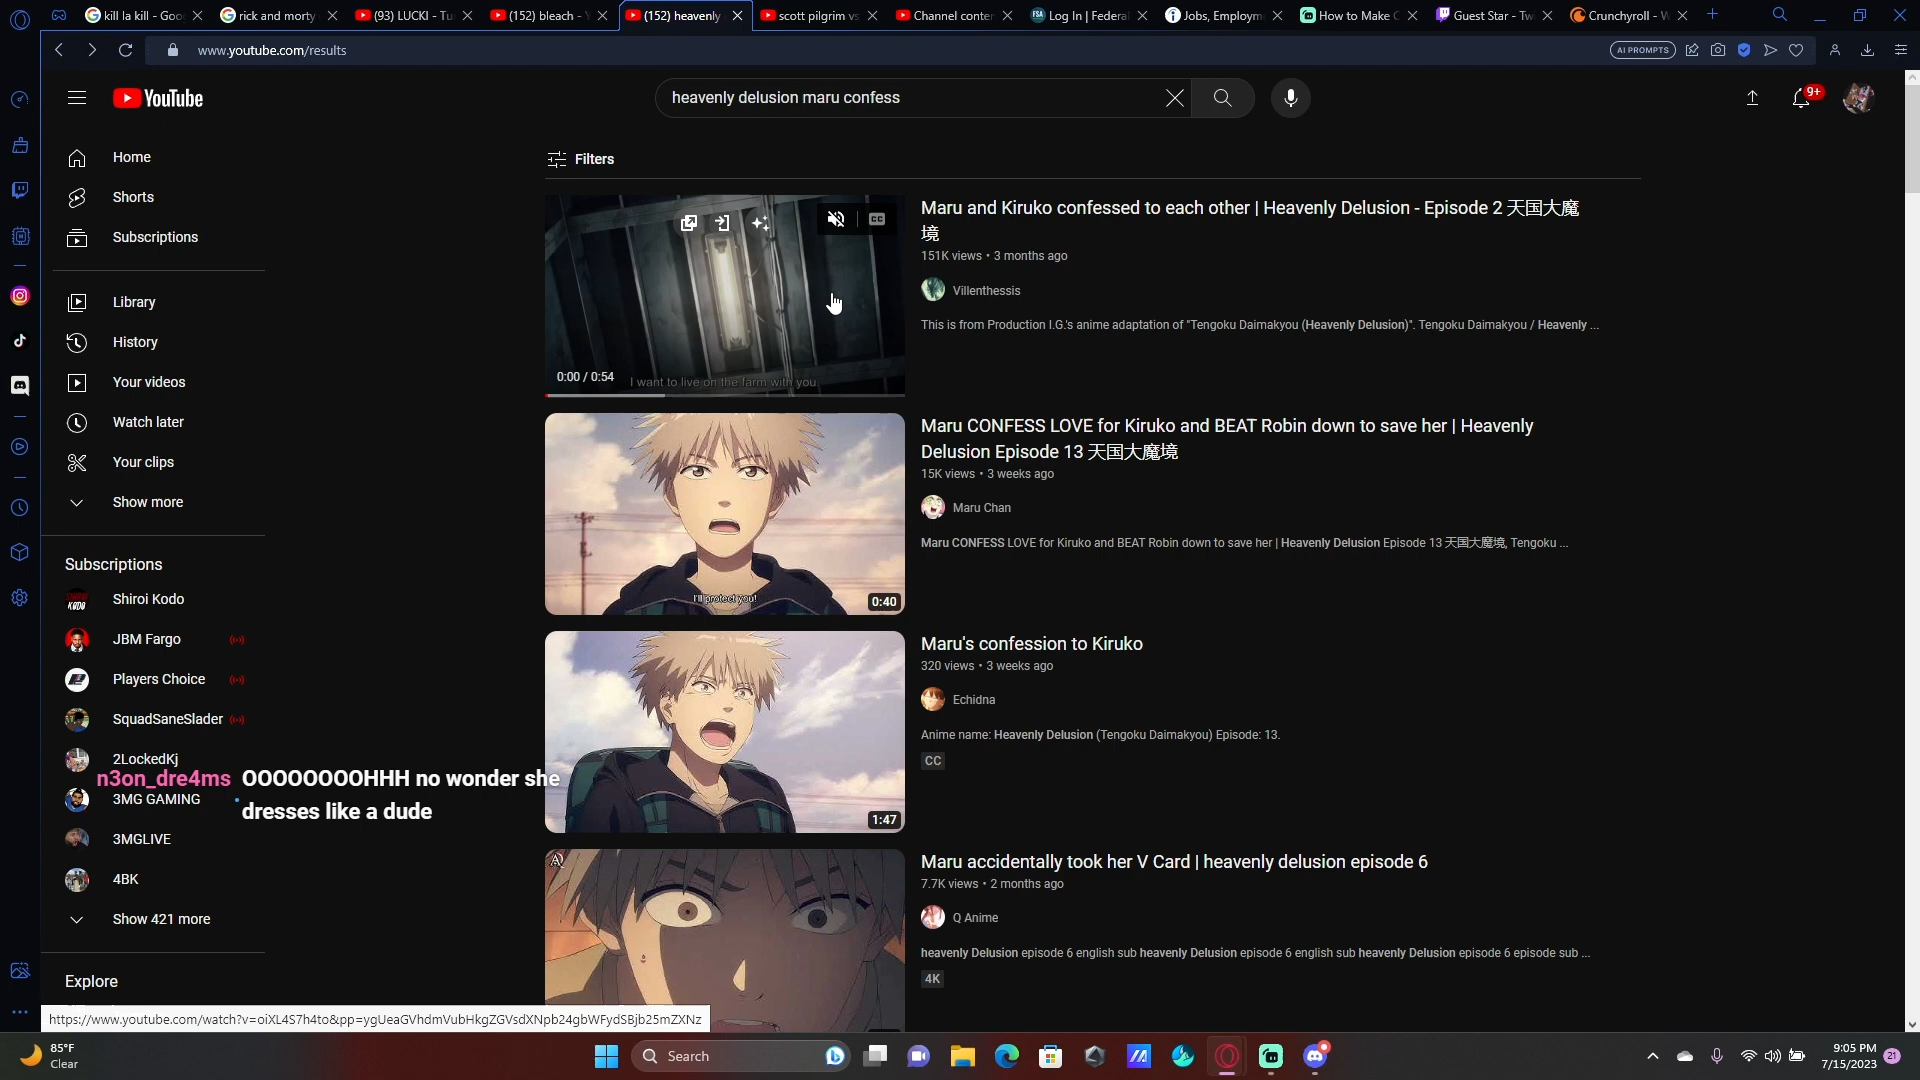 kill la kill - Goo
rick and morty
(93) LUCKI - Tu
(152) bleach - Y
(152) heavenly
scott pilgrim vs
Channel conten
Log In | Federal
Jobs, Employm
How to Make C
Guest Star - Tw
Crunchyroll - W
www.youtube.com/results
AI PROMPTS
YouTube
heavenly delusion maru confess
9+
Home
Shorts
Subscriptions
Library
History
Your videos
Watch later
Your clips
Show more
Subscriptions
Shiroi Kodo
JBM Fargo
Players Choice
SquadSaneSlader
2LockedKj
3MG GAMING
3MGLIVE
4BK
Show 421 more
Explore
n3on_dre4ms OOOOOOOOHHH no wonder she
dresses like a dude
Filters
CC
0:00 / 0:54
I want to live on the farm with you
Maru and Kiruko confessed to each other | Heavenly Delusion - Episode 2 天国大魔
境
151K views • 3 months ago
Villenthessis
This is from Production I.G.'s anime adaptation of "Tengoku Daimakyou (Heavenly Delusion)". Tengoku Daimakyou / Heavenly ...
I'll protect you!
0:40
Maru CONFESS LOVE for Kiruko and BEAT Robin down to save her | Heavenly
Delusion Episode 13 天国大魔境
15K views • 3 weeks ago
Maru Chan
Maru CONFESS LOVE for Kiruko and BEAT Robin down to save her | Heavenly Delusion Episode 13 天国大魔境, Tengoku ...
1:47
Maru's confession to Kiruko
320 views • 3 weeks ago
Echidna
Anime name: Heavenly Delusion (Tengoku Daimakyou) Episode: 13.
CC
Maru accidentally took her V Card | heavenly delusion episode 6
7.7K views • 2 months ago
Q Anime
heavenly Delusion episode 6 english sub heavenly Delusion episode 6 english sub heavenly Delusion episode 6 episode sub ...
4K
https://www.youtube.com/watch?v=oiXL4S7h4to&pp=ygUeaGVhdmVubHkgZGVsdXNpb24gbWFydSBjb25mZXNz
85°F
Clear
Search
9:05 PM
7/15/2023
21